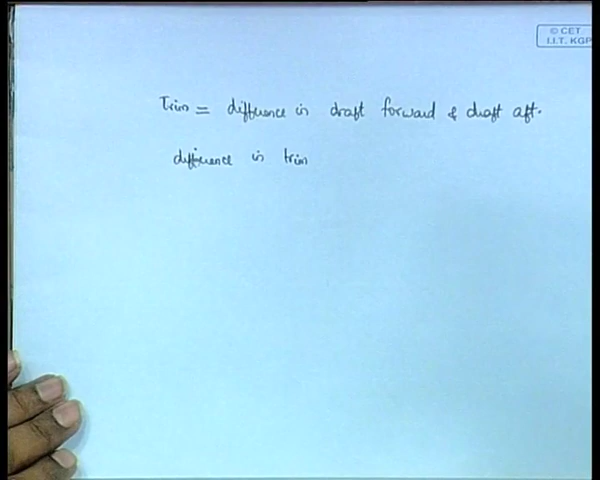 © CET
I.I.T. KGP
Trim = difference in draft forward & draft aft.
difference in trim